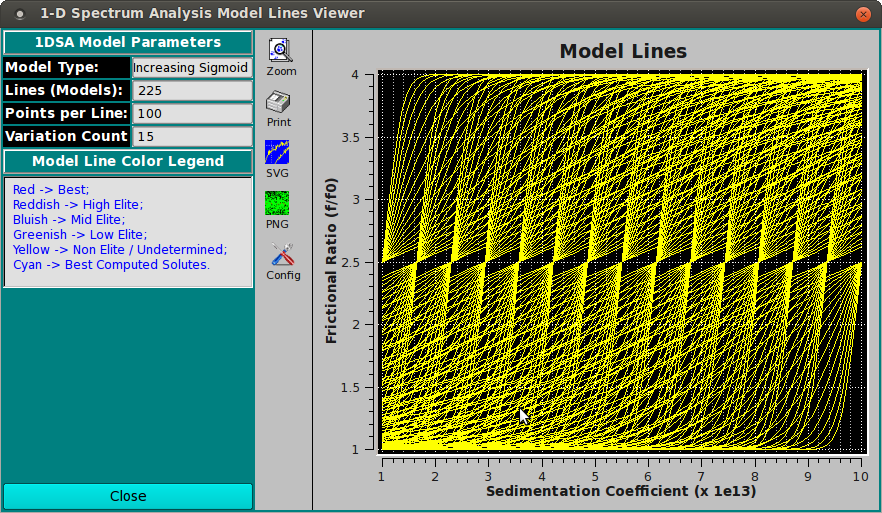 1-D Spectrum Analysis Model Lines Viewer
1DSA Model Parameters
Model Type: Increasing Sigmoid
Lines (Models): 225
Points per Line: 100
Variation Count 15
Model Line Color Legend
Red -> Best;
Reddish -> High Elite;
Bluish -> Mid Elite;
Greenish -> Low Elite;
Yellow -> Non Elite / Undetermined;
Cyan -> Best Computed Solutes.
Close
Zoom
Print
SVG
PNG
Config
Model Lines
Frictional Ratio (f/f0)
4
3.5
3
2.5
2
1.5
1
1 2 3 4 5 6 7 8 9 10
Sedimentation Coefficient (x 1e13)